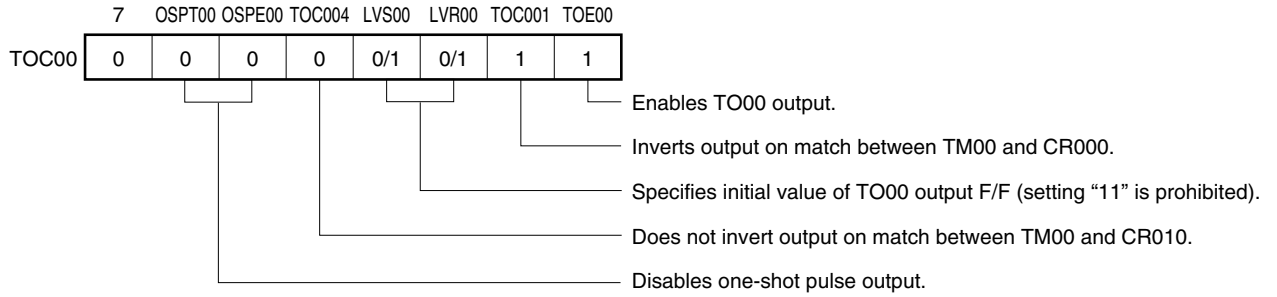 7 OSPT00 OSPE00 TOC004 LVS00 LVR00 TOC001 TOE00
TOC00 0 0 0 0 0/1 0/1 1 1
Enables TO00 output.
Inverts output on match between TM00 and CR000.
Specifies initial value of TO00 output F/F (setting “11” is prohibited).
Does not invert output on match between TM00 and CR010.
Disables one-shot pulse output.